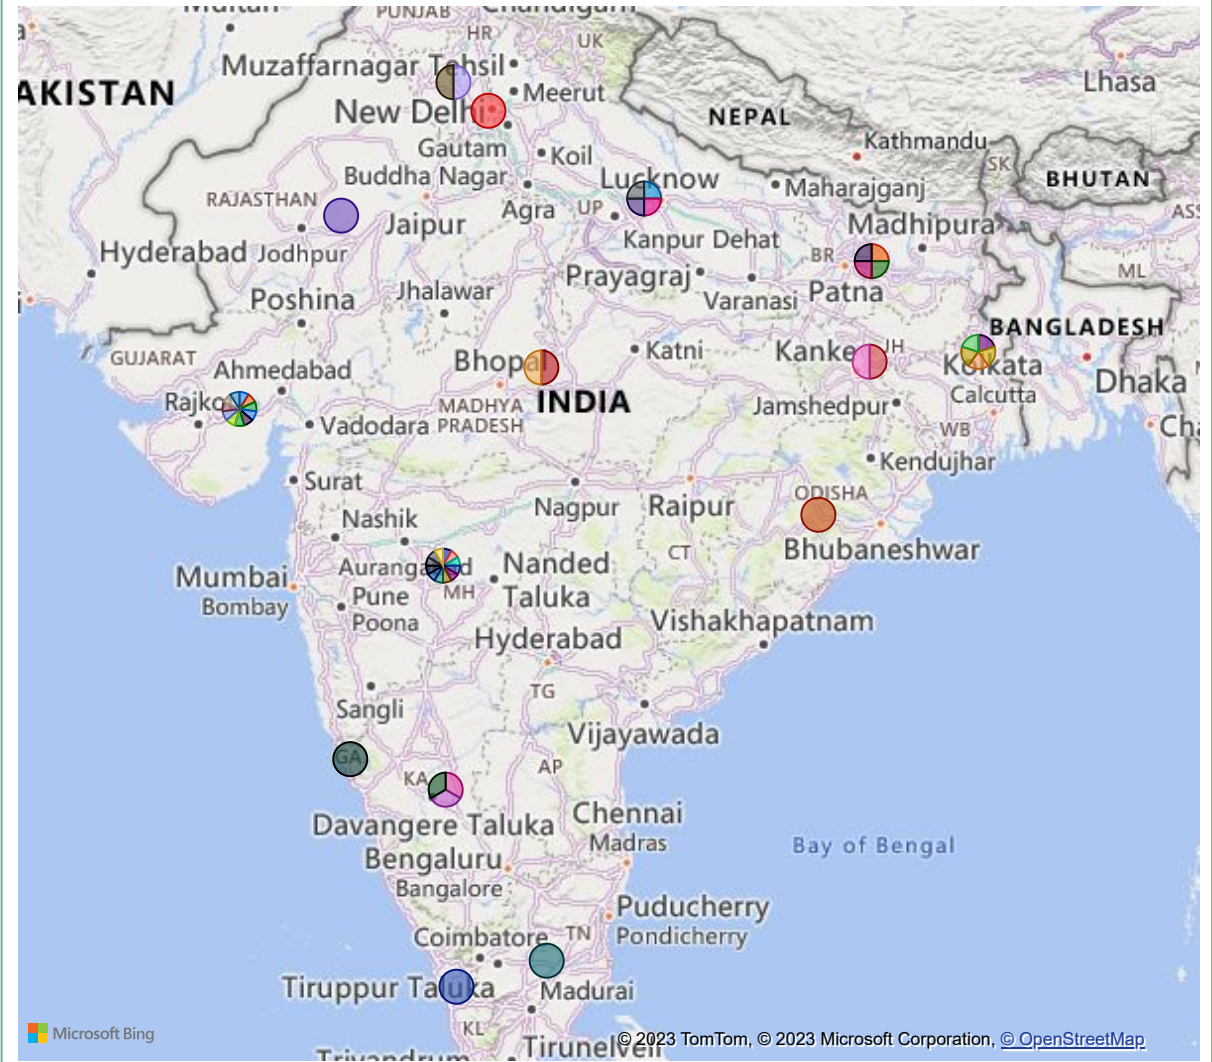 PUNJAB
HR
UK
Muzaffarnagar Tehsil
Lhasa
AKISTAN
Meerut
New Delhi
NEPAL
Kathmandu
Gautam
Buddha Nagar
Koil
SK
BHUTAN
Lucknow
Maharajganj
RAJASTHAN
Agra
UP
ASS
Jaipur
Madhipura
Hyderabad
Jodhpur
Kanpur Dehat
BR
ML
Prayagraj
Varanasi
Patna
Poshina
Jhalawar
BANGLADESH
GUJARAT
Ahmedabad
Bhopal
Katni
Kanke
JH
Kolkata
Calcutta
Dhaka
Rajko
INDIA
MADHYA
PRADESH
Jamshedpur
Vadodara
WB
Cha
Kendujhar
Surat
Nagpur
Raipur
ODISHA
Nashik
Bhubaneshwar
CT
Aurangabad
Nanded
Taluka
Mumbai
Bombay
MH
Pune
Poona
Vishakhapatnam
Hyderabad
TG
Sangli
Vijayawada
GA
KA
AP
Davangere Taluka
Chennai
Madras
Bay of Bengal
Bengaluru
Bangalore
Puducherry
Pondicherry
Coimbatore
TN
Tiruppur Taluka
Madurai
KL
Microsoft Bing
© 2023 TomTom, © 2023 Microsoft Corporation, © OpenStreetMap
Tirunelveli
Trivandrum